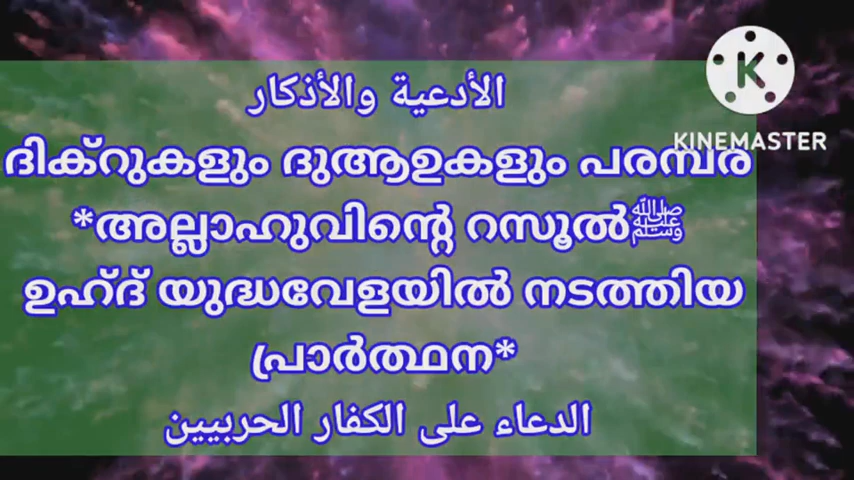 الأدعية والأذكار
ദിക്റുകളും ദുആഉകളും പരമ്പര
*അല്ലാഹുവിന്റെ റസൂൽﷺ
ഉഹ്ദ് യുദ്ധവേളയിൽ നടത്തിയ
പ്രാർത്ഥന*
الدعاء على الكفار الحربيين
K
KINEMASTER